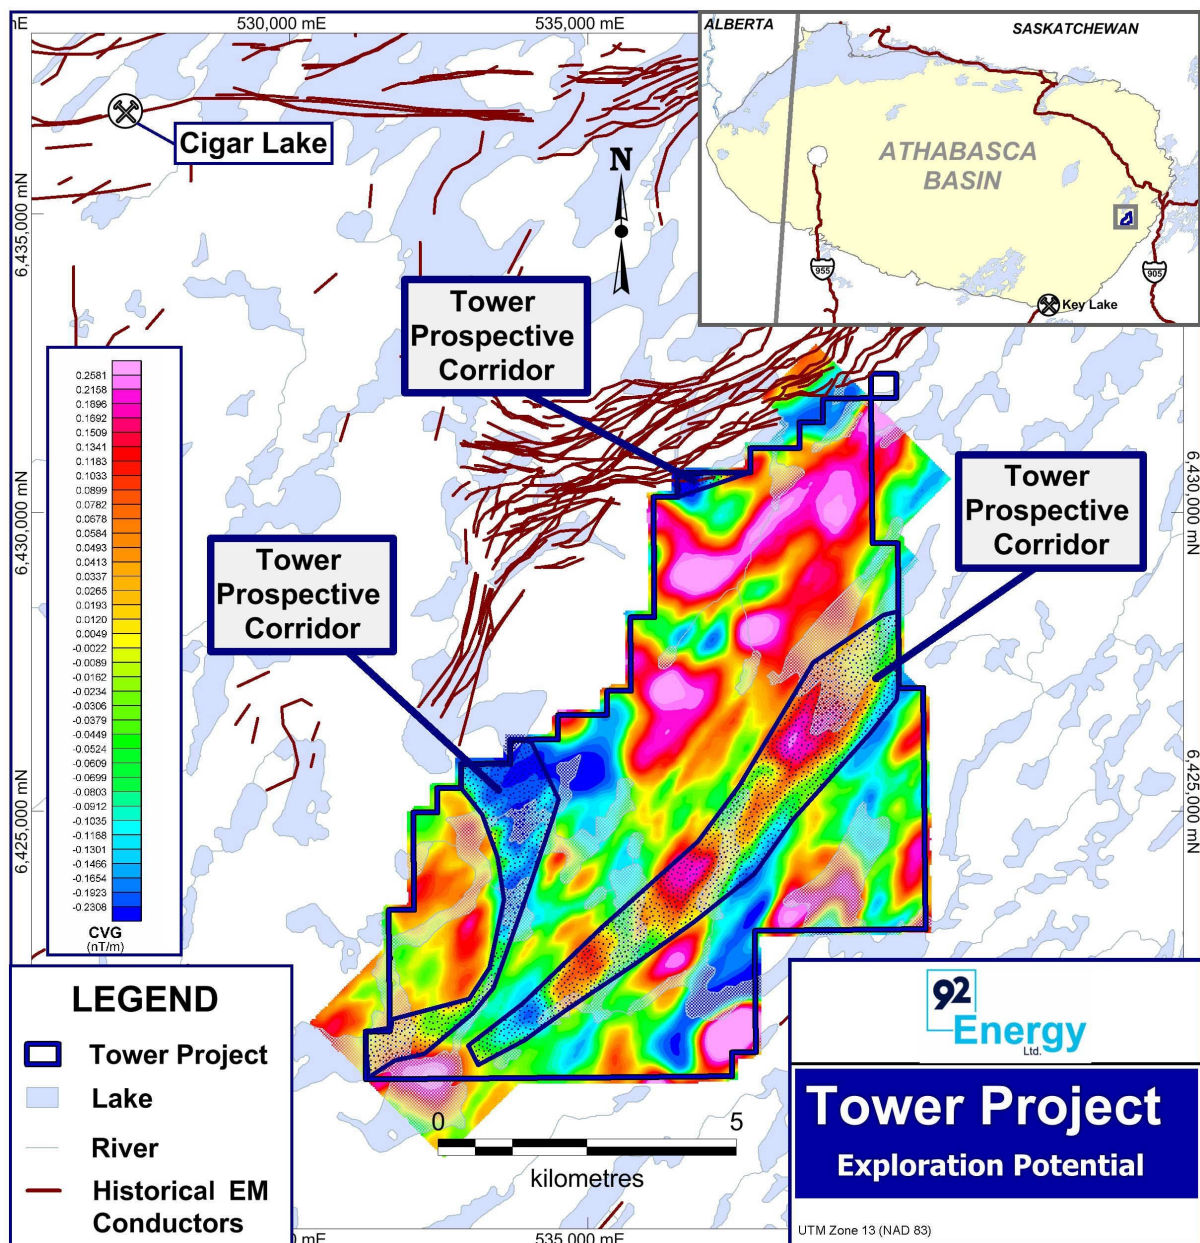 mE
530,000 mE
535,000 mE
ALBERTA
SASKATCHEWAN
ATHABASCA
BASIN
955
905
Key Lake
Cigar Lake
N
6,435,000 mN
6,430,000 mN
6,425,000 mN
6,430,000 mN
6,425,000 mN
Tower
Prospective
Corridor
Tower
Prospective
Corridor
Tower
Prospective
Corridor
0.2581
0.2158
0.1896
0.1692
0.1509
0.1341
0.1183
0.1033
0.0899
0.0782
0.0678
0.0584
0.0493
0.0413
0.0337
0.0265
0.0193
0.0120
0.0049
-0.0022
-0.0089
-0.0162
-0.0234
-0.0306
-0.0379
-0.0449
-0.0524
-0.0609
-0.0699
-0.0803
-0.0912
-0.1035
-0.1168
-0.1301
-0.1466
-0.1654
-0.1923
-0.2308
CVG
(nT/m)
LEGEND
Tower Project
Lake
River
Historical EM
Conductors
0 5
kilometres
0 mE
535,000 mE
92
Energy
Ltd.
Tower Project
Exploration Potential
UTM Zone 13 (NAD 83)